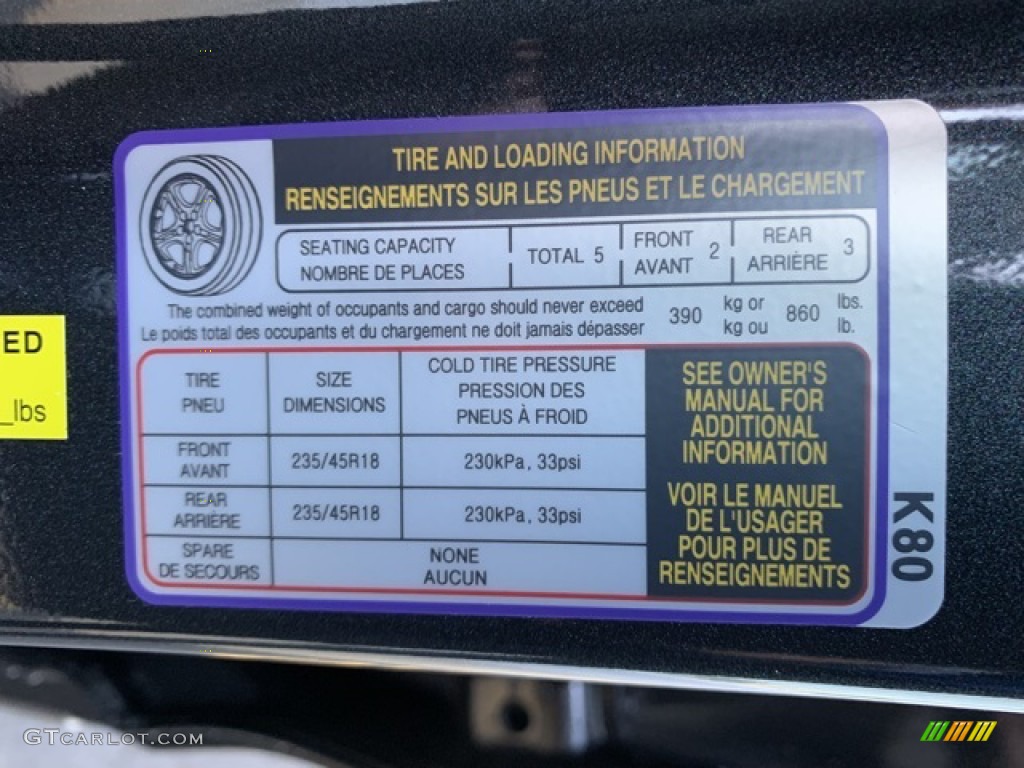 TIRE AND LOADING INFORMATION
RENSEIGNEMENTS SUR LES PNEUS ET LE CHARGEMENT
SEATING CAPACITY
NOMBRE DE PLACES
TOTAL 5
FRONT
AVANT 2
REAR
ARRIÈRE 3
The combined weight of occupants and cargo should never exceed
Le poids total des occupants et du chargement ne doit jamais dépasser
390
kg or
kg ou
860
lbs.
lb.
TIRE
PNEU
SIZE
DIMENSIONS
COLD TIRE PRESSURE
PRESSION DES
PNEUS À FROID
FRONT
AVANT
235/45R18
230kPa, 33psi
REAR
ARRIÈRE
235/45R18
230kPa, 33psi
SPARE
DE SECOURS
NONE
AUCUN
SEE OWNER'S
MANUAL FOR
ADDITIONAL
INFORMATION
VOIR LE MANUEL
DE L'USAGER
POUR PLUS DE
RENSEIGNEMENTS
K80
ED
_lbs
GTCARLOT.COM